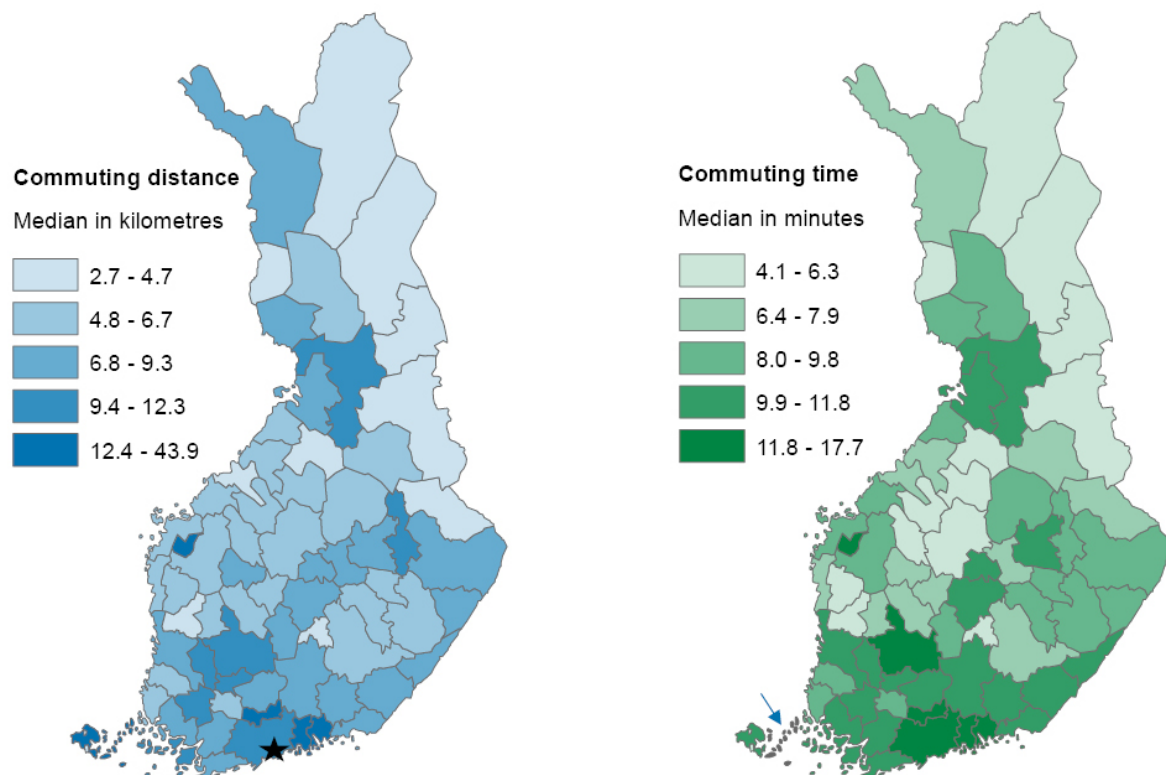 Commuting distance
Median in kilometres
2.7 - 4.7
4.8 - 6.7
6.8 - 9.3
9.4 - 12.3
12.4 - 43.9
Commuting time
Median in minutes
4.1 - 6.3
6.4 - 7.9
8.0 - 9.8
9.9 - 11.8
11.8 - 17.7